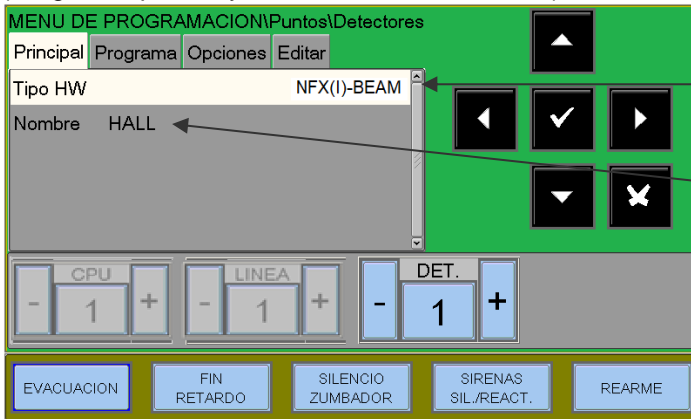 MENU DE PROGRAMACION\Puntos\Detectores
Principal Programa Opciones Editar
Tipo HW NFX(I)-BEAM
Nombre HALL
CPU LINEA DET.
- 1 + - 1 + - 1 +
EVACUACION FIN RETARDO SILENCIO ZUMBADOR SIRENAS SIL./REACT. REARME